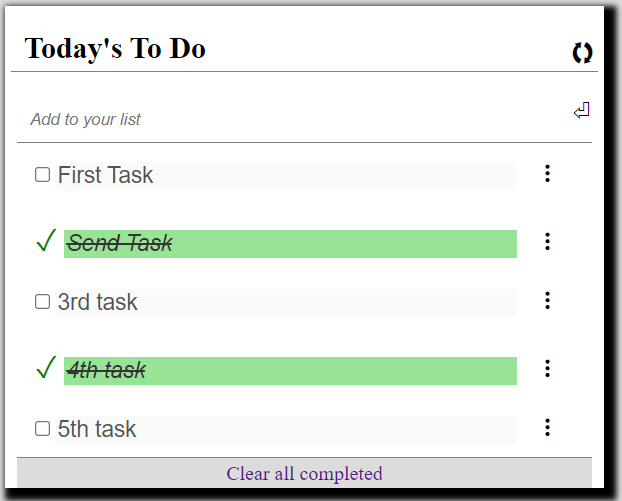 Today's To Do
Add to your list
First Task
Send Task
3rd task
4th task
5th task
Clear all completed